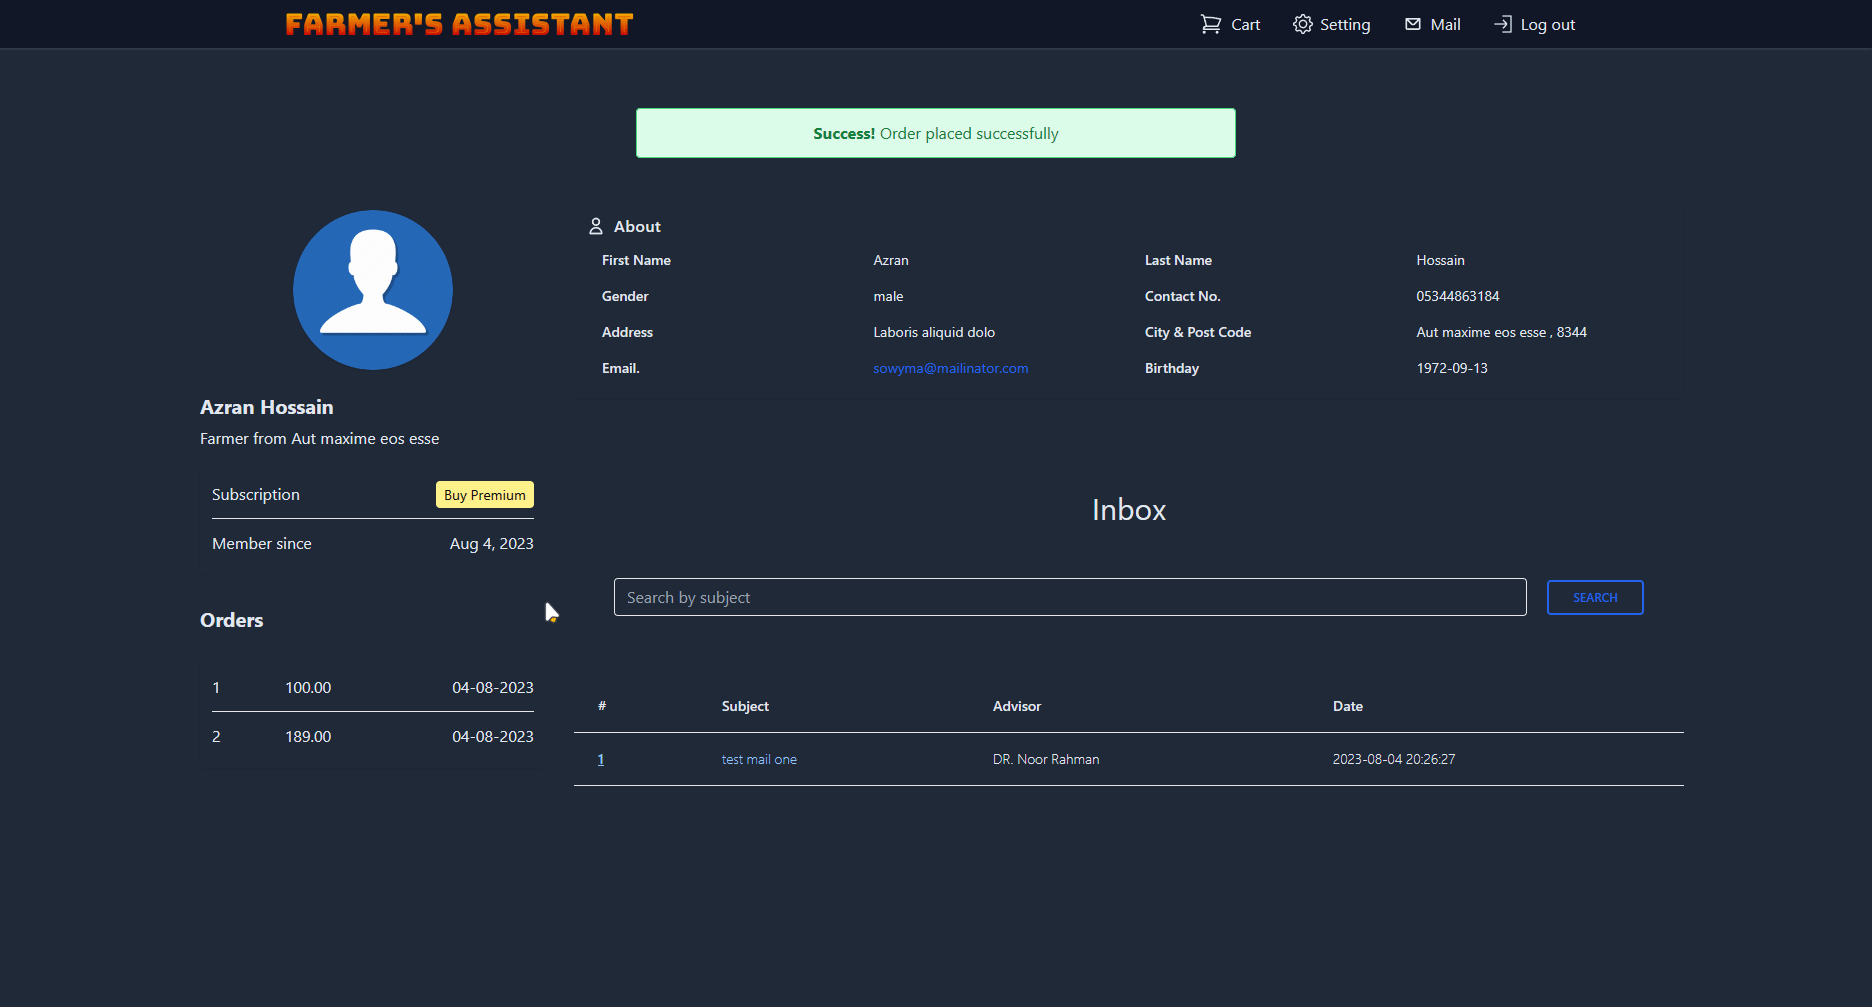 FARMER'S ASSISTANT
Cart Setting Mail Log out
Success! Order placed successfully
About
First Name Azran Last Name Hossain
Gender male Contact No. 05344863184
Address Laboris aliquid dolo City & Post Code Aut maxime eos esse , 8344
Email. sowyma@mailinator.com Birthday 1972-09-13
Azran Hossain
Farmer from Aut maxime eos esse
Subscription Buy Premium
Member since Aug 4, 2023
Orders
1 100.00 04-08-2023
2 189.00 04-08-2023
Inbox
Search by subject SEARCH
# Subject Advisor Date
1 test mail one DR. Noor Rahman 2023-08-04 20:26:27